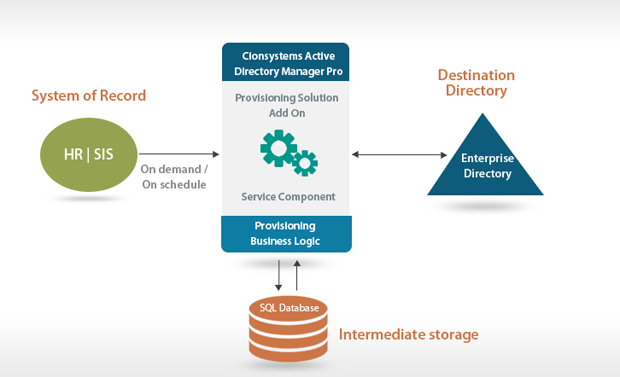 Clonsystems Active
Directory Manager Pro
Provisioning Solution
Add On
Service Component
Provisioning
Business Logic
System of Record
HR | SIS
On demand /
On schedule
Destination
Directory
Enterprise
Directory
SQL Database
Intermediate storage